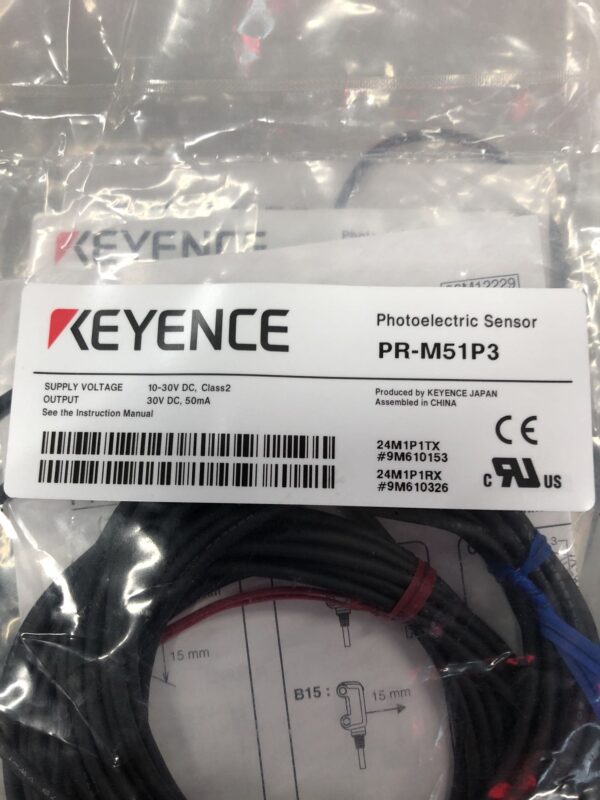 KEYENCE
KEYENCE
Photoelectric Sensor
PR-M51P3
SUPPLY VOLTAGE 10-30V DC, Class2
OUTPUT 30V DC, 50mA
See the Instruction Manual
Produced by KEYENCE JAPAN
Assembled in CHINA
CE
24M1P1TX
#9M610153
24M1P1RX
#9M610326
C RU US
15 mm
B15 : 15 mm